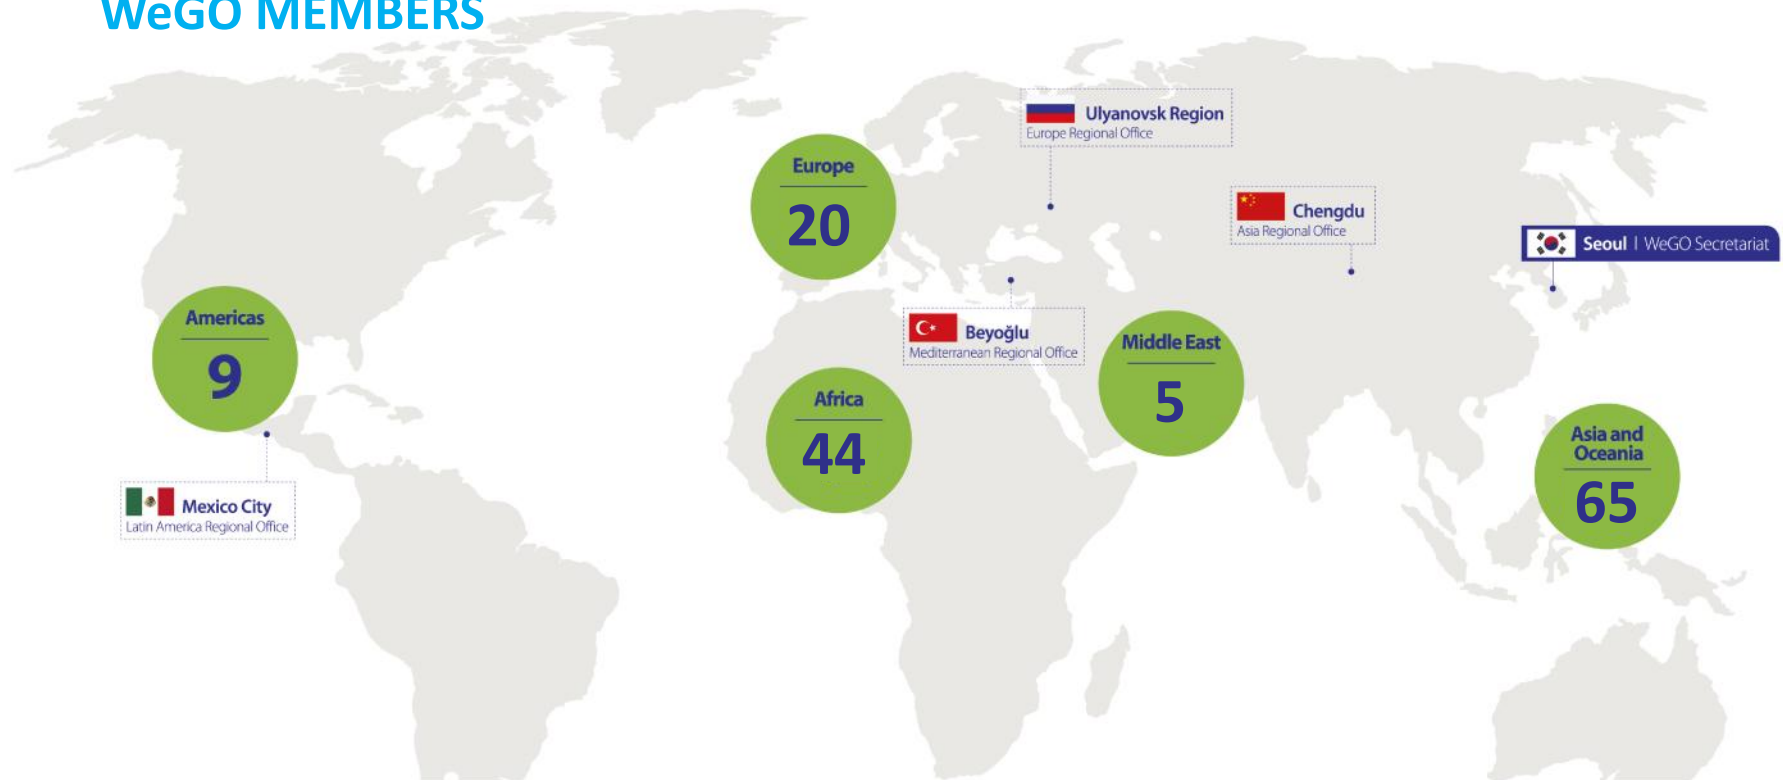 WeGO MEMBERS
Ulyanovsk Region
Europe Regional Office
Europe
20
Chengdu
Asia Regional Office
Seoul | WeGO Secretariat
Americas
9
Beyoğlu
Mediterranean Regional Office
Middle East
5
Africa
44
Asia and
Oceania
65
Mexico City
Latin America Regional Office